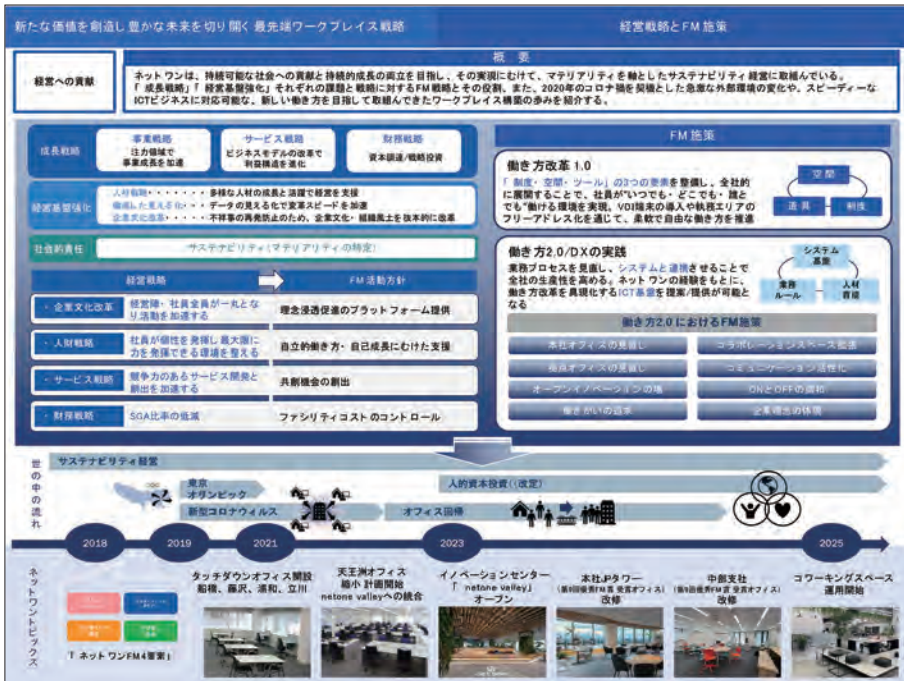 新たな価値を創造し豊かな未来を切り開く最先端ワークプレイス戦略
経営戦略とFM施策
経営への貢献
概要
ネットワンは、持続可能な社会への貢献と持続的成長の両立を目指し、その実現にむけて、マテリアリティを軸としたサステナビリティ経営に取組んでいる。
「成長戦略」「経営基盤強化」それぞれの課題と戦略に対するFM戦略とその役割、また、2020年のコロナ禍を契機とした急激な外部環境の変化や、スピーディーな
ICTビジネスに対応可能な、新しい働き方を目指して取組んできたワークプレイス構築の歩みを紹介する。
成長戦略
事業戦略
注力領域で
事業成長を加速
サービス戦略
ビジネスモデルの改革で
利益構造を進化
財務戦略
資本調達/戦略投資
経営基盤強化
人材戦略・・・・・・・多様な人材の成長と活躍で経営を支援
徹底した見える化・・・データの見える化で変革スピードを加速
企業文化改革・・・・・不祥事の再発防止のため、企業文化・組織風土を抜本的に改革
社会的責任
サステナビリティ(マテリアリティの特定)
経営戦略
FM活動方針
・企業文化改革
経営陣・社員全員が一丸とな
り活動を加速する
理念浸透促進のプラットフォーム提供
・人財戦略
社員が個性を発揮し最大限に
力を発揮できる環境を整える
自立的働き方・自己成長にむけた支援
・サービス戦略
競争力のあるサービス開発と
創出を加速する
共創機会の創出
・財務戦略
SGA比率の低減
ファシリティコストのコントロール
FM施策
働き方改革 1.0
「制度・空間・ツール」の3つの要素を整備し、全社的
に展開することで、社員が"いつでも・どこでも・誰と
でも"働ける環境を実現。VDI端末の導入や執務エリアの
フリーアドレス化を通じて、柔軟で自由な働き方を推進
空間
道具
制度
働き方2.0/DXの実践
業務プロセスを見直し、システムと連携させることで
全社の生産性を高める。ネットワンの経験をもとに、
働き方改革を具現化するICT基盤を提案/提供が可能と
なる
システム
基盤
業務
ルール
人材
育成
働き方2.0におけるFM施策
本社オフィスの見直し
コラボレーションスペース拡張
拠点オフィスの見直し
コミュニケーション活性化
オープンイノベーションの場
ONとOFFの調和
働きがいの追求
企業理念の体現
世の中の流れ
サステナビリティ経営
東京
オリンピック
人的資本投資((改定)
新型コロナウィルス
オフィス回帰
2018
2019
2021
2023
2025
ネットワントピックス
「ネットワンFM4要素」
タッチダウンオフィス開設
船橋、藤沢、浦和、立川
天王洲オフィス
縮小 計画開始
netone valleyへの統合
イノベーションセンター
「netone valley」
オープン
本社JPタワー
(第9回優秀FM賞 受賞オフィス)
改修
中部支社
(第9回優秀FM賞 受賞オフィス)
改修
コワーキングスペース
運用開始